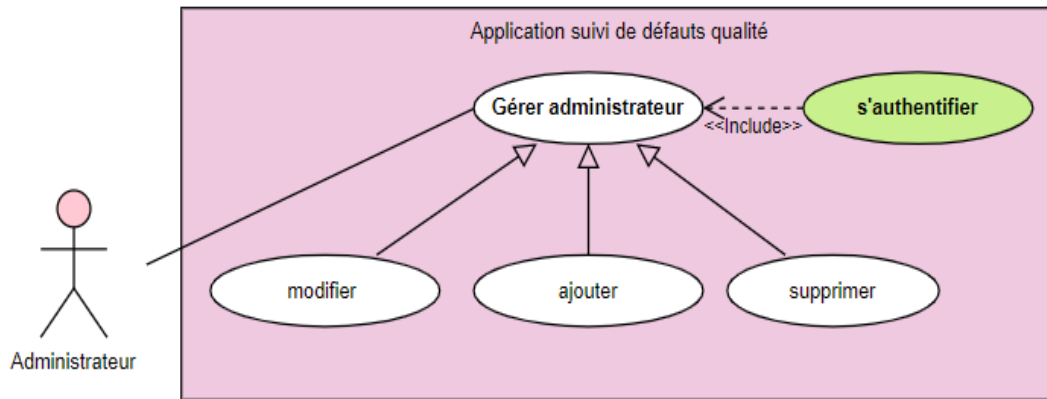 Application suivi de défauts qualité
Gérer administrateur
s'authentifier
<<Include>>
modifier
ajouter
supprimer
Administrateur